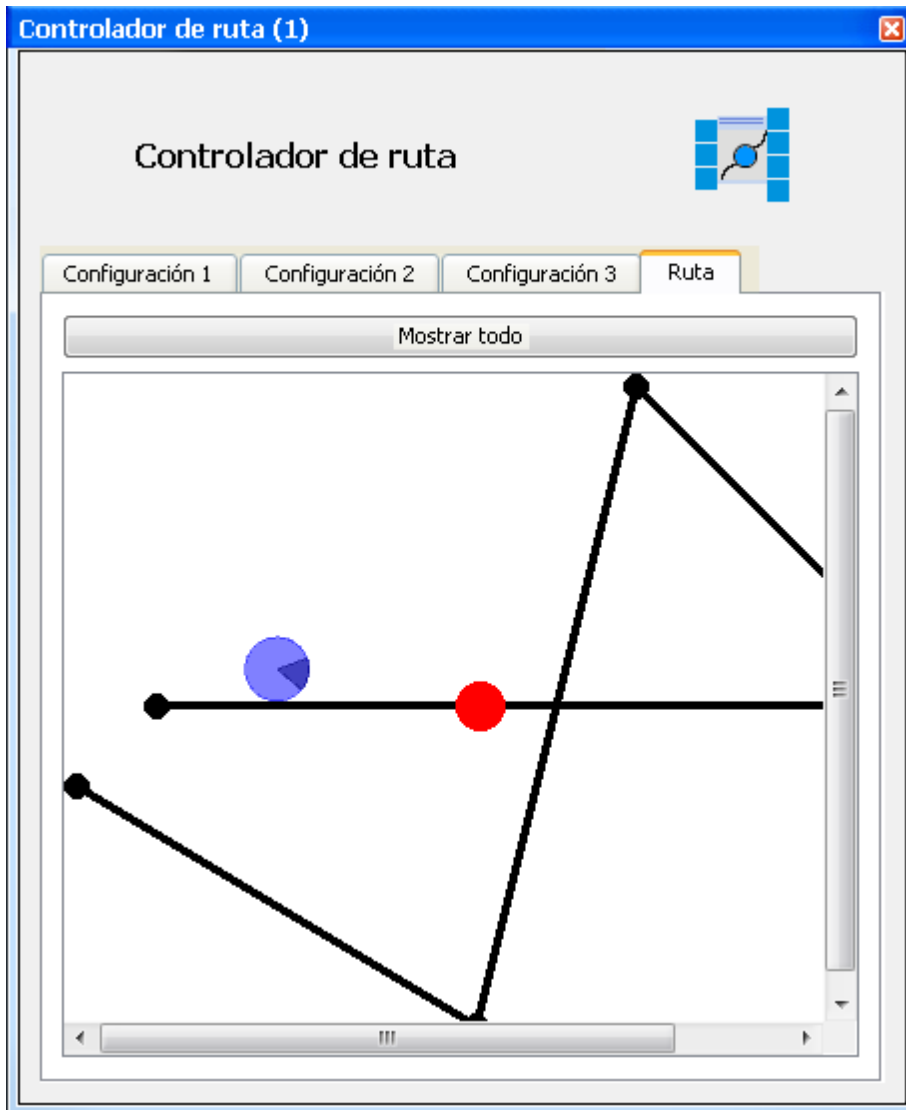 Controlador de ruta (1)
Controlador de ruta
Configuración 1 Configuración 2 Configuración 3 Ruta
Mostrar todo